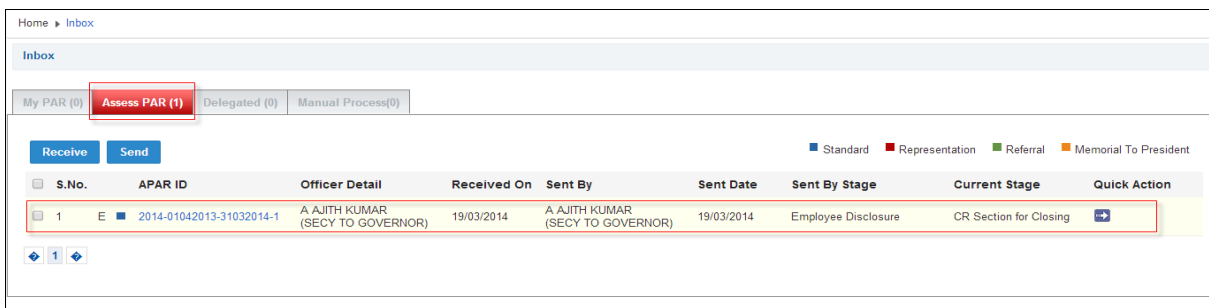 Home ▸ Inbox
Inbox
My PAR (0) Assess PAR (1) Delegated (0) Manual Process(0)
Receive Send Standard Representation Referral Memorial To President
S.No. APAR ID Officer Detail Received On Sent By Sent Date Sent By Stage Current Stage Quick Action
1 E 2014-01042013-31032014-1 A AJITH KUMAR (SECY TO GOVERNOR) 19/03/2014 A AJITH KUMAR (SECY TO GOVERNOR) 19/03/2014 Employee Disclosure CR Section for Closing
� 1 �